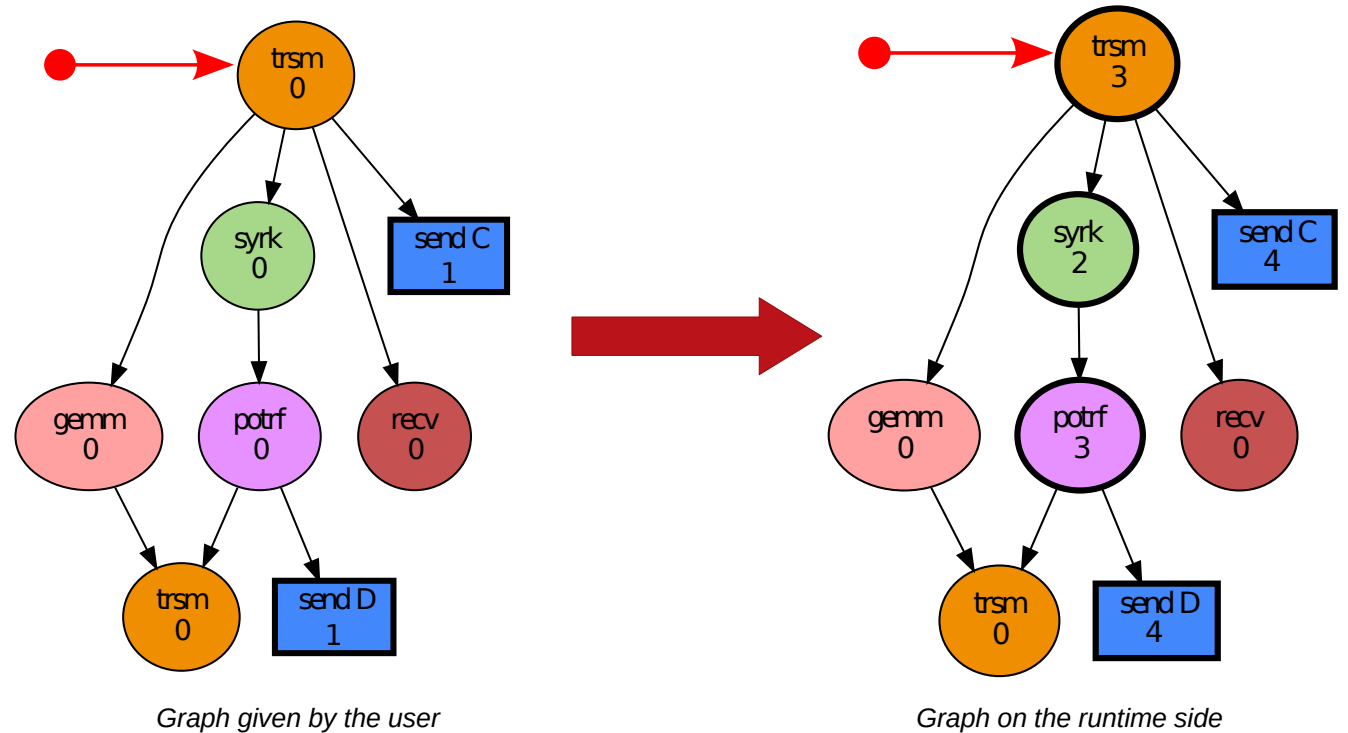 trsm
0
syrk
0
send C
1
gemm
0
potrf
0
recv
0
trsm
0
send D
1
Graph given by the user
trsm
3
syrk
2
send C
4
gemm
0
potrf
3
recv
0
trsm
0
send D
4
Graph on the runtime side